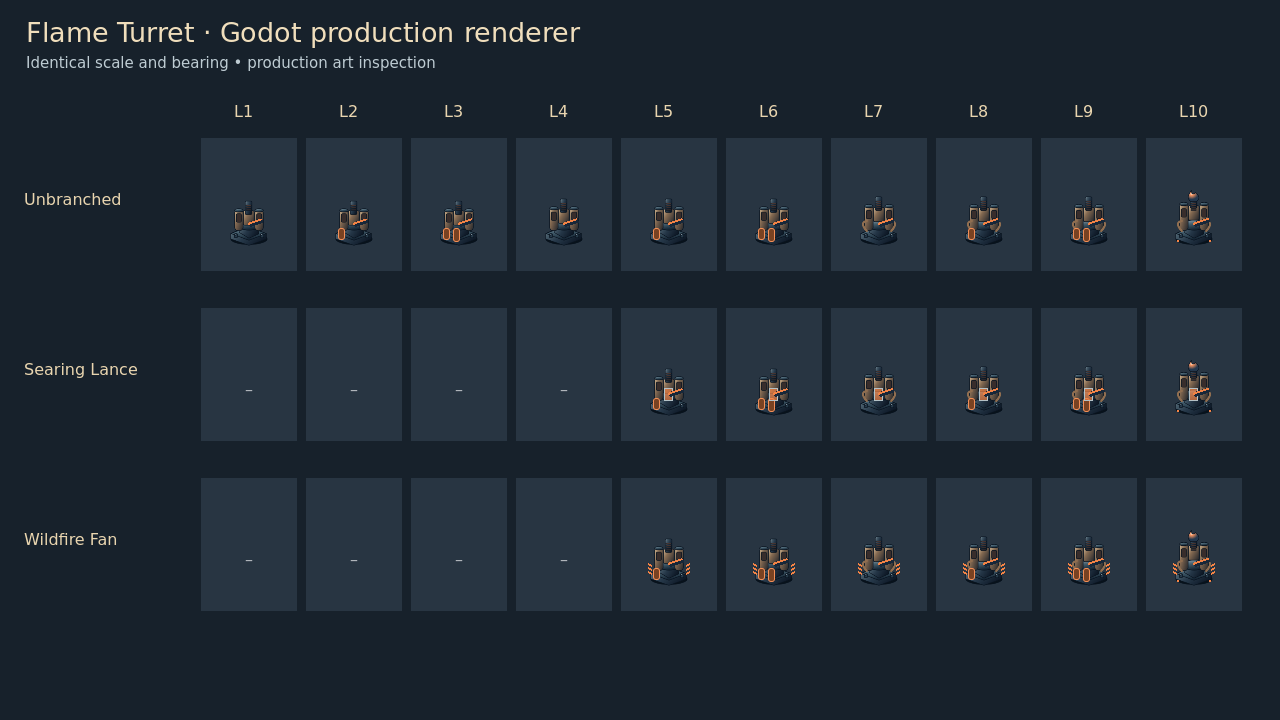 Flame Turret · Godot production renderer
Identical scale and bearing • production art inspection
L1 L2 L3 L4 L5 L6 L7 L8 L9 L10
Unbranched
Searing Lance
– – – –
Wildfire Fan
– – – –